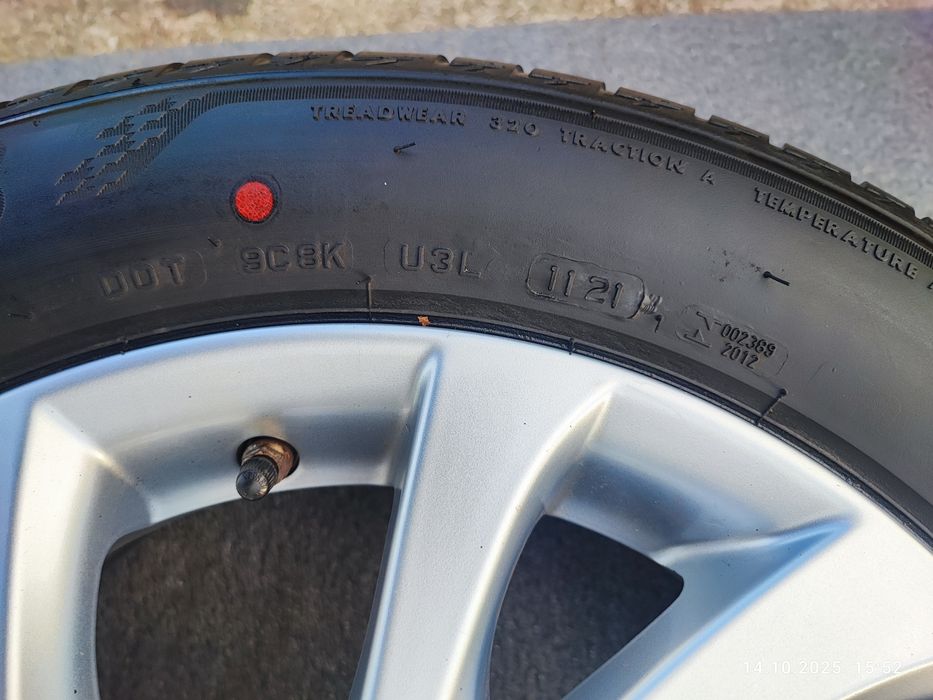 TREADWEAR 320 TRACTION A TEMPERATURE
DOT 9C8K U3L 1121
002369
2012
14.10.2025 15:52